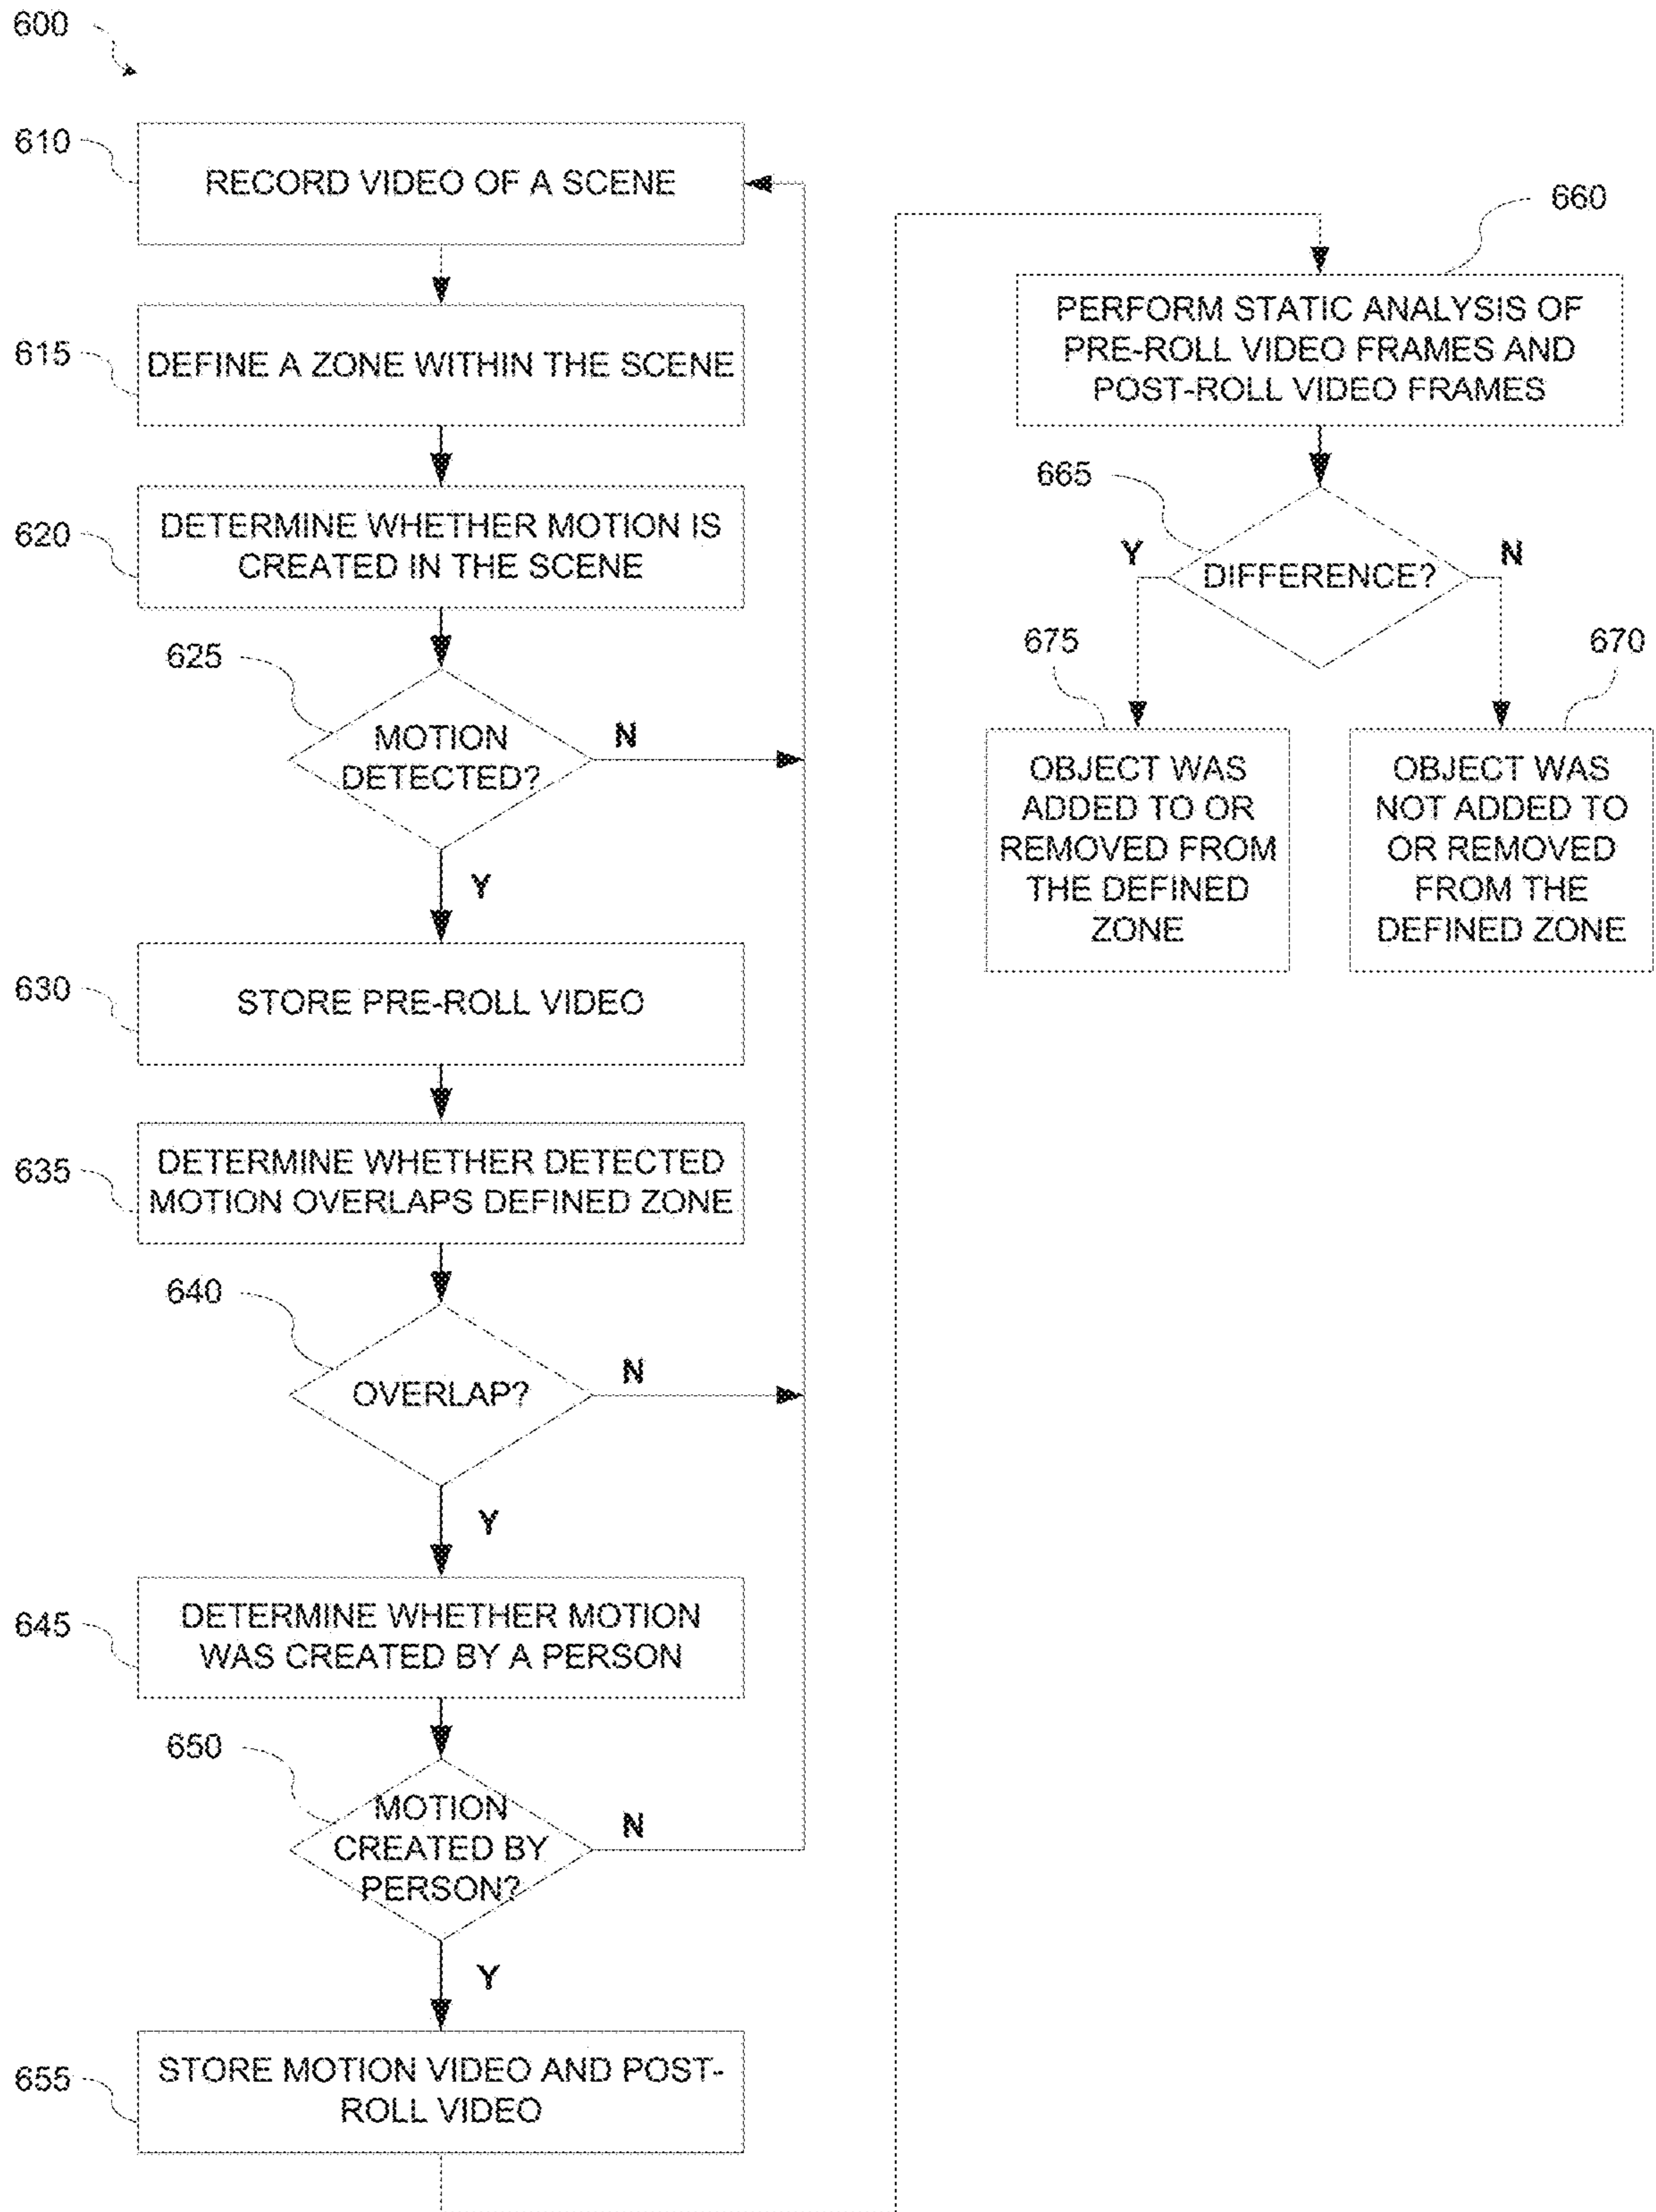 600
610
RECORD VIDEO OF A SCENE
615
DEFINE A ZONE WITHIN THE SCENE
620
DETERMINE WHETHER MOTION IS
CREATED IN THE SCENE
625
MOTION
DETECTED?
N
Y
630
STORE PRE-ROLL VIDEO
635
DETERMINE WHETHER DETECTED
MOTION OVERLAPS DEFINED ZONE
640
OVERLAP?
N
Y
645
DETERMINE WHETHER MOTION
WAS CREATED BY A PERSON
650
MOTION
CREATED BY
PERSON?
N
Y
655
STORE MOTION VIDEO AND POST-
ROLL VIDEO
660
PERFORM STATIC ANALYSIS OF
PRE-ROLL VIDEO FRAMES AND
POST-ROLL VIDEO FRAMES
665
Y
DIFFERENCE?
N
675
OBJECT WAS
ADDED TO OR
REMOVED FROM
THE DEFINED
ZONE
670
OBJECT WAS
NOT ADDED TO
OR REMOVED
FROM THE
DEFINED ZONE